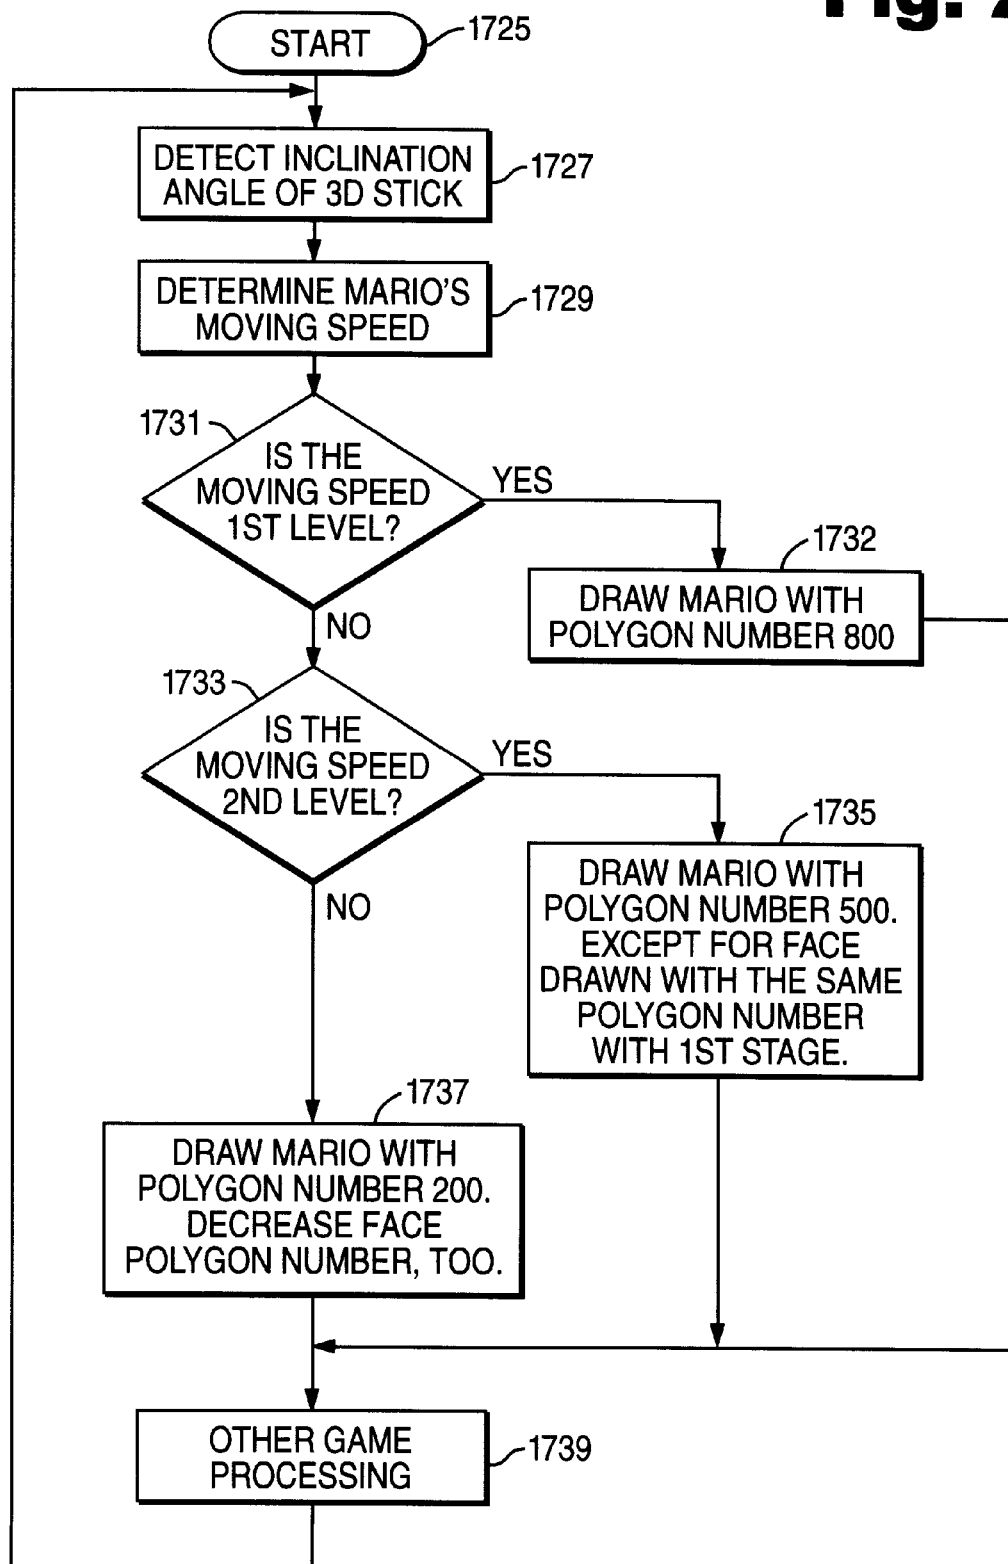 Fig. 2
START
1725
DETECT INCLINATION
ANGLE OF 3D STICK
1727
DETERMINE MARIO'S
MOVING SPEED
1729
1731
IS THE
MOVING SPEED
1ST LEVEL?
YES
NO
1732
DRAW MARIO WITH
POLYGON NUMBER 800
1733
IS THE
MOVING SPEED
2ND LEVEL?
YES
NO
1735
DRAW MARIO WITH
POLYGON NUMBER 500.
EXCEPT FOR FACE
DRAWN WITH THE SAME
POLYGON NUMBER
WITH 1ST STAGE.
1737
DRAW MARIO WITH
POLYGON NUMBER 200.
DECREASE FACE
POLYGON NUMBER, TOO.
OTHER GAME
PROCESSING
1739